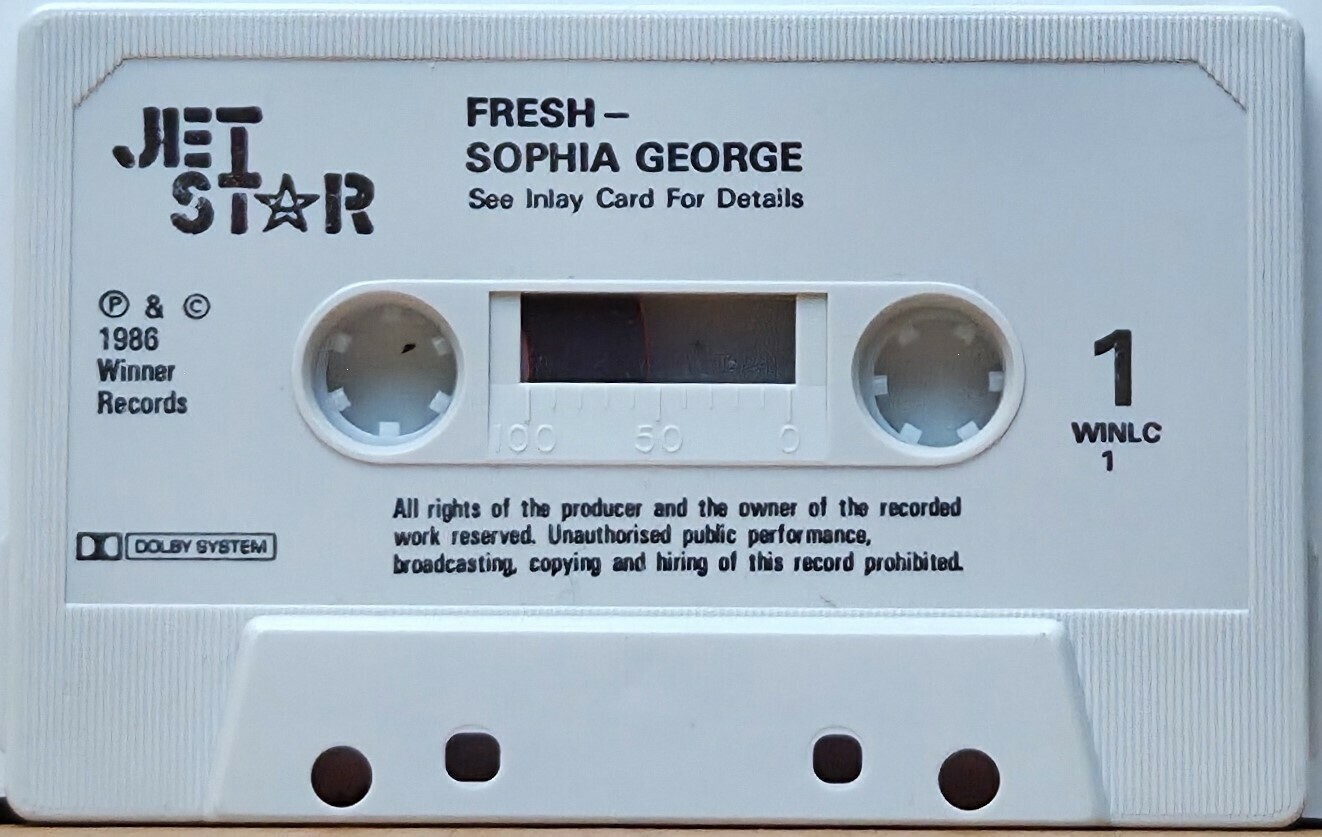 JET
STAR
FRESH –
SOPHIA GEORGE
See Inlay Card For Details
Ⓟ & ©
1986
Winner
Records
100 50 0
1
WINLC
1
All rights of the producer and the owner of the recorded
work reserved. Unauthorised public performance,
broadcasting, copying and hiring of this record prohibited.
DOLBY SYSTEM